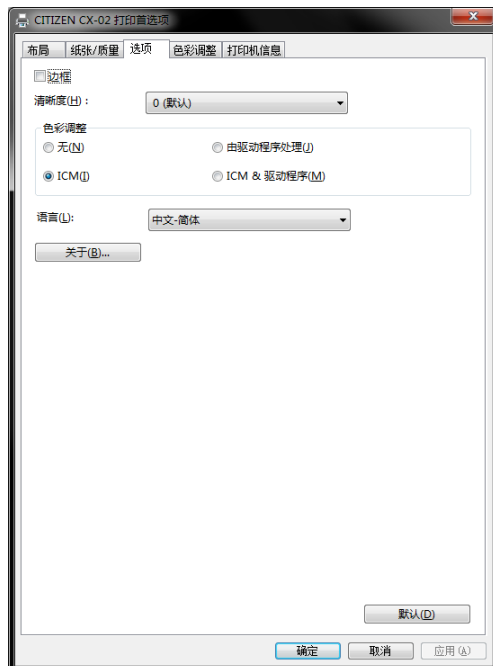 CITIZEN CX-02 打印首选项
布局 纸张/质量 选项 色彩调整 打印机信息
边框
清晰度(H)： 0 (默认)
色彩调整
无(N) 由驱动程序处理(J)
ICM(I) ICM & 驱动程序(M)
语言(L): 中文-简体
关于(B)...
默认(D)
确定 取消 应用(A)